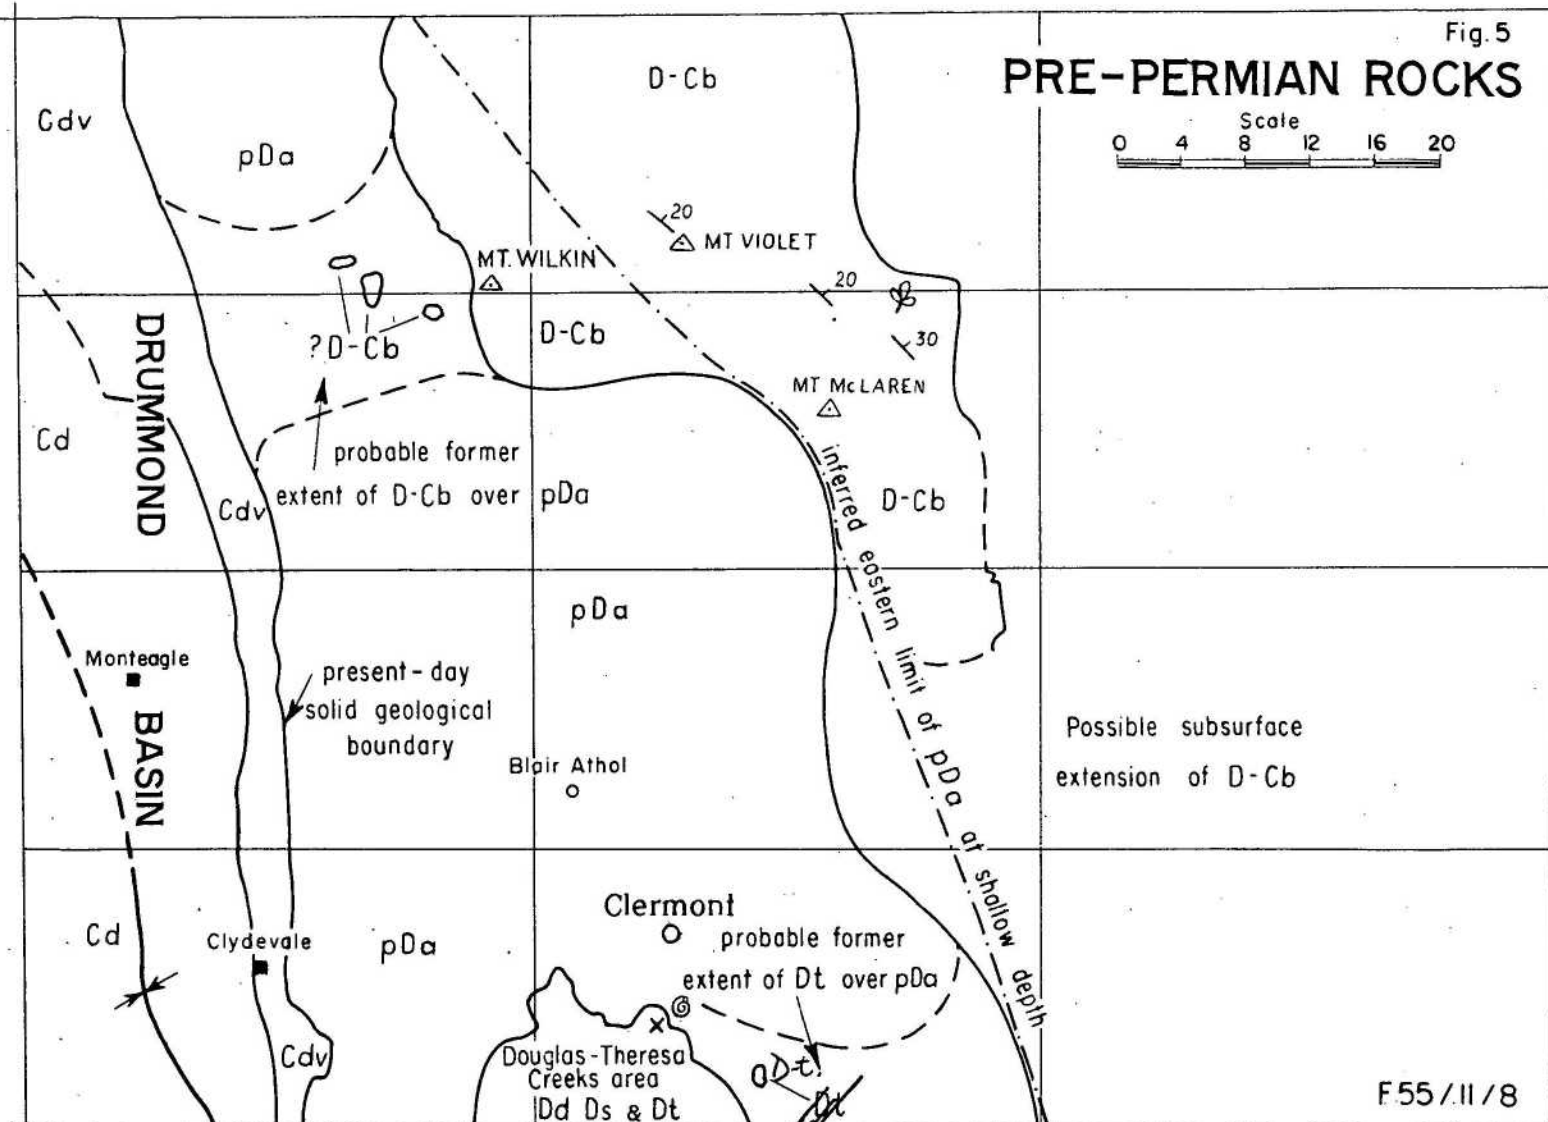 Fig. 5
PRE-PERMIAN ROCKS
Scale
0 4 8 12 16 20
D-Cb
Cdv
pDa
20
MT VIOLET
MT. WILKIN
20
?D-Cb
D-Cb
30
MT McLAREN
DRUMMOND
BASIN
Cd
probable former
extent of D-Cb over pDa
Cdv
D-Cb
inferred eastern limit of pDa at shallow depth
pDa
Monteagle
present-day
solid geological
boundary
Blair Athol
Possible subsurface
extension of D-Cb
Clermont
Cd
Clydevale
pDa
probable former
extent of Dt over pDa
Cdv
Douglas-Theresa
Creeks area
Dd Ds & Dt
Dt
Dt
F.55/11/8